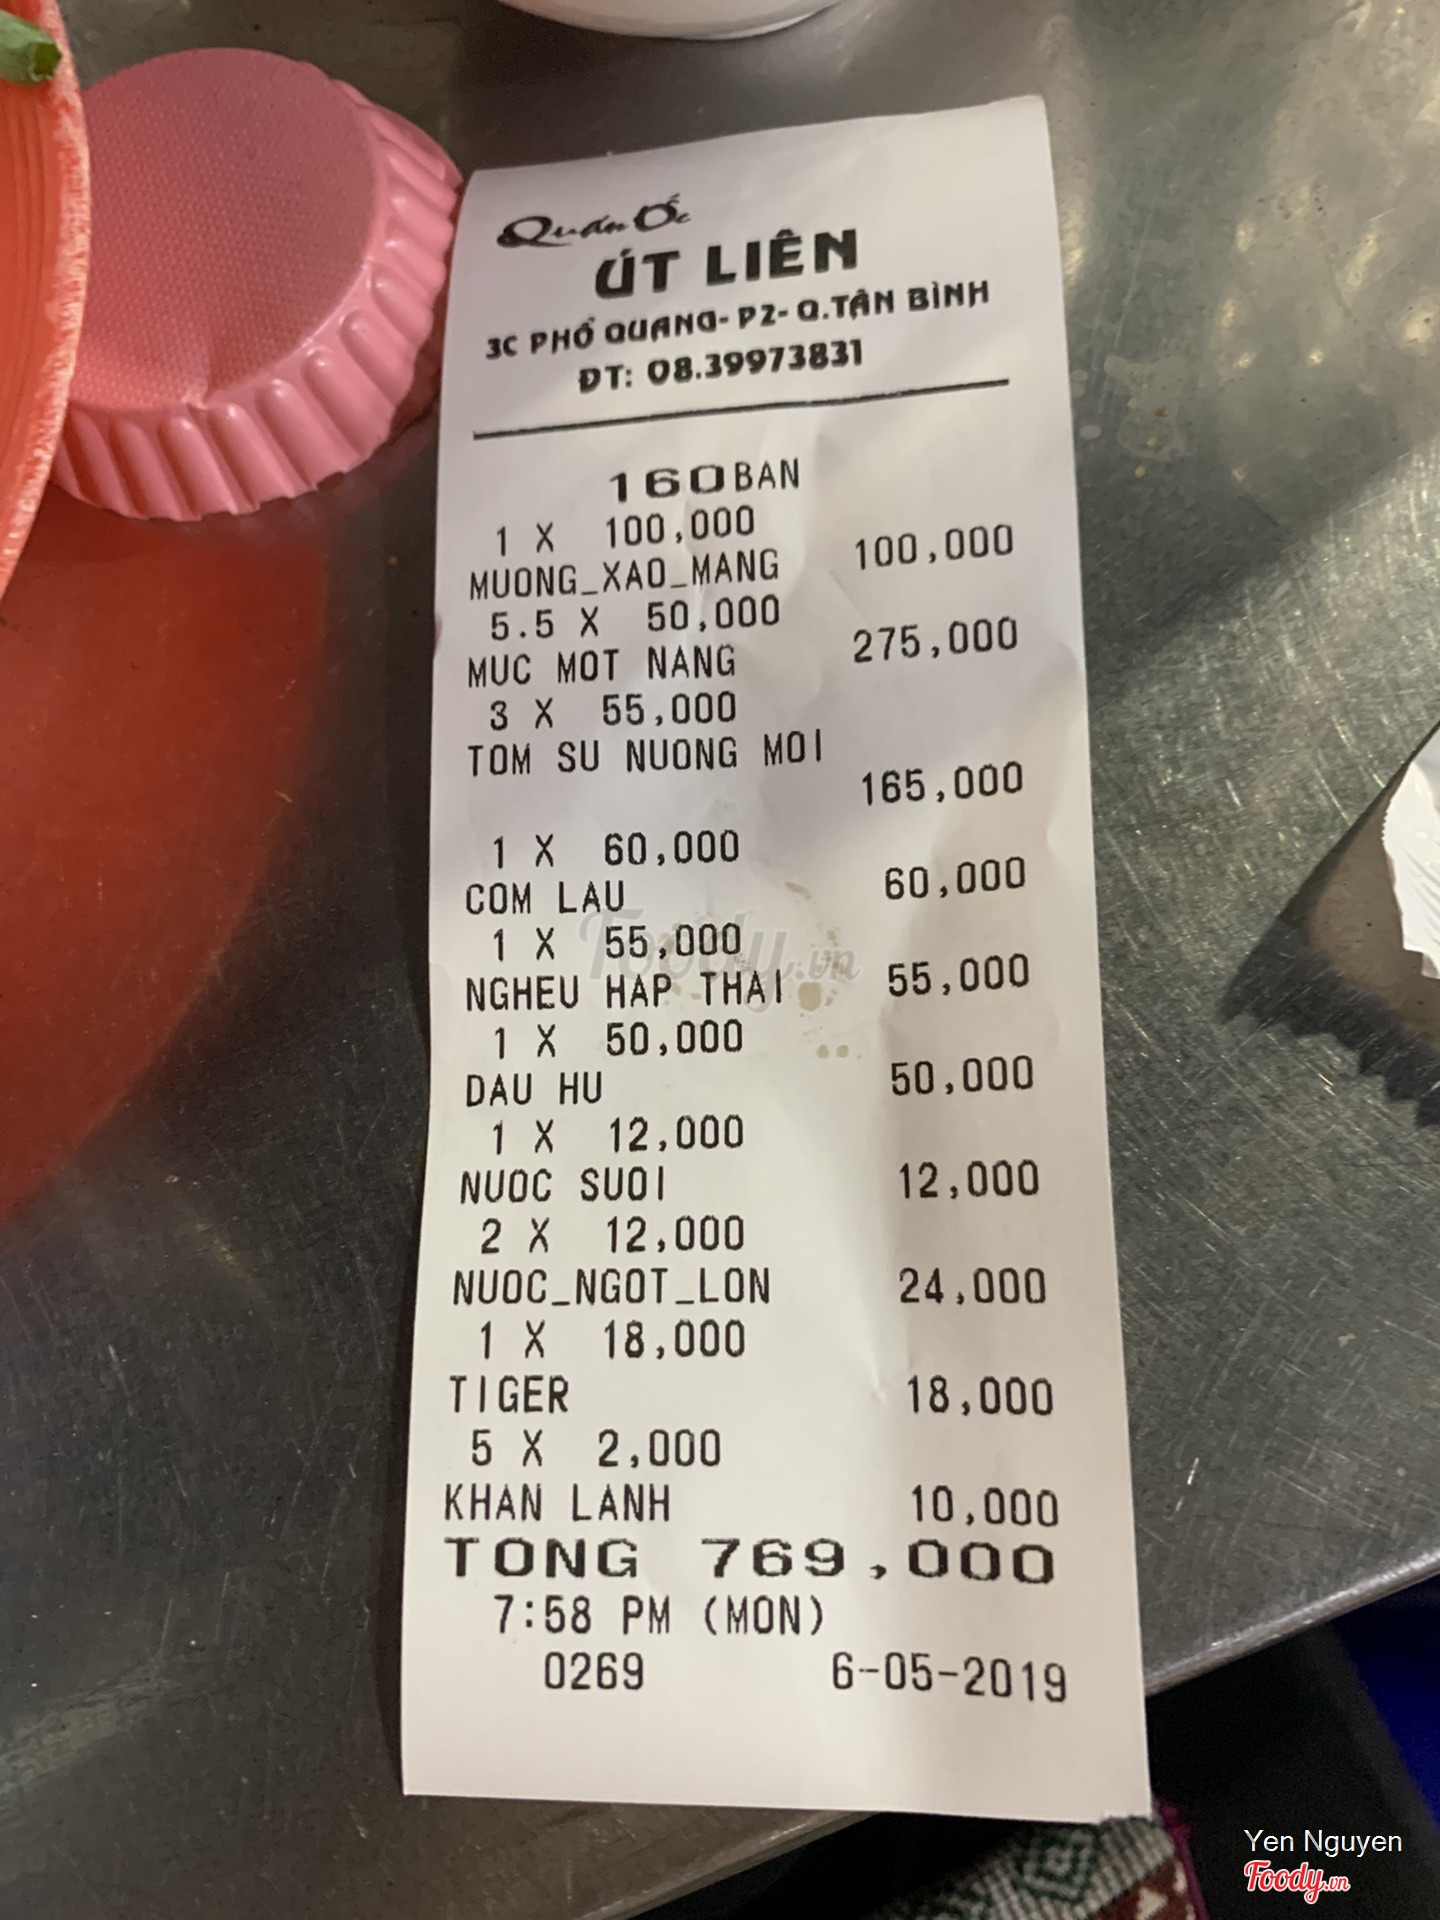 Quán Ốc
ÚT LIÊN
3C PHỔ QUANG- P2- Q.TÂN BÌNH
ĐT: 08.39973831
160BAN
1 X 100,000
MUONG_XAO_MANG 100,000
5.5 X 50,000
MUC MOT NANG 275,000
3 X 55,000
TOM SU NUONG MOI
165,000
1 X 60,000
COM LAU 60,000
1 X 55,000
NGHEU HAP THAI 55,000
1 X 50,000
DAU HU 50,000
1 X 12,000
NUOC SUOI 12,000
2 X 12,000
NUOC_NGOT_LON 24,000
1 X 18,000
TIGER 18,000
5 X 2,000
KHAN LANH 10,000
TONG 769,000
7:58 PM (MON)
0269 6-05-2019
Foody.vn
Yen Nguyen
Foody.vn